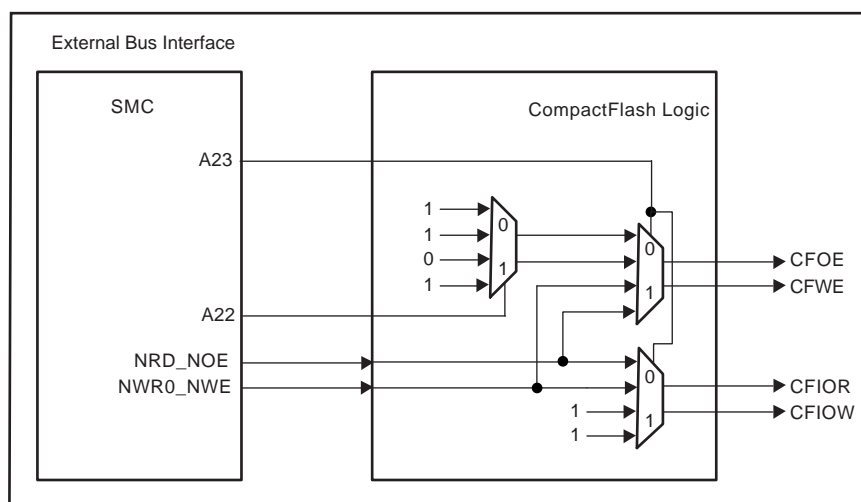 External Bus Interface
SMC
CompactFlash Logic
A23
1
1
0
1
0
1
0
1
CFOE
CFWE
A22
NRD_NOE
NWR0_NWE
1
1
0
1
CFIOR
CFIOW